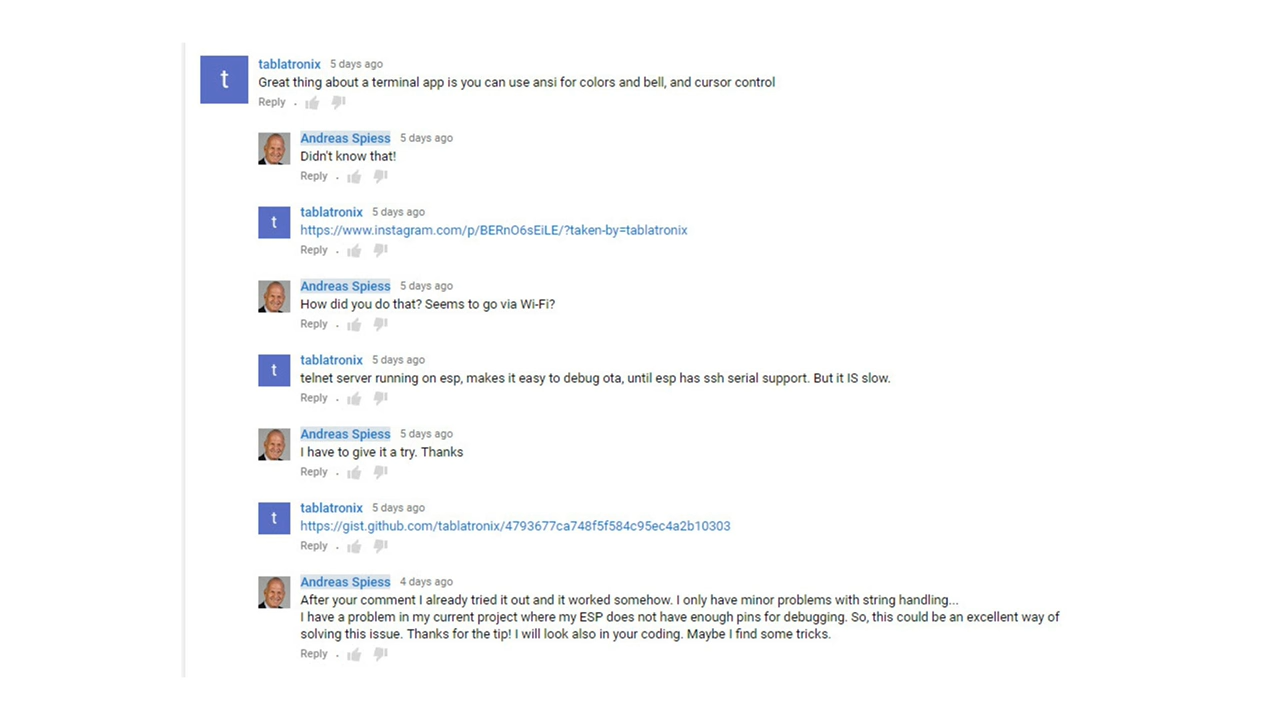 t
tablatronix 5 days ago
Great thing about a terminal app is you can use ansi for colors and bell, and cursor control
Reply .
Andreas Spiess 5 days ago
Didn't know that!
Reply .
t
tablatronix 5 days ago
https://www.instagram.com/p/BERnO6sEiLE/?taken-by=tablatronix
Reply .
Andreas Spiess 5 days ago
How did you do that? Seems to go via Wi-Fi?
Reply .
t
tablatronix 5 days ago
telnet server running on esp, makes it easy to debug ota, until esp has ssh serial support. But it IS slow.
Reply .
Andreas Spiess 5 days ago
I have to give it a try. Thanks
Reply .
t
tablatronix 5 days ago
https://gist.github.com/tablatronix/4793677ca748f5f584c95ec4a2b10303
Reply .
Andreas Spiess 4 days ago
After your comment I already tried it out and it worked somehow. I only have minor problems with string handling...
I have a problem in my current project where my ESP does not have enough pins for debugging. So, this could be an excellent way of
solving this issue. Thanks for the tip! I will look also in your coding. Maybe I find some tricks.
Reply .